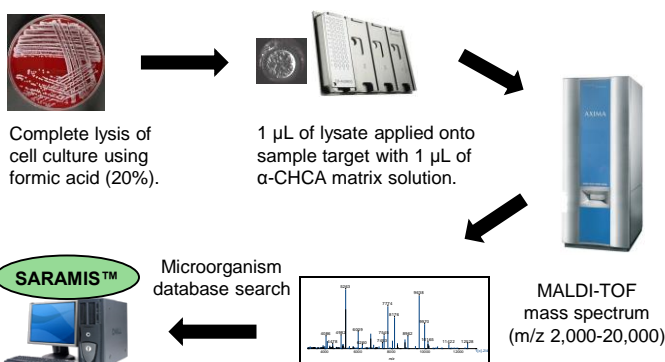 Complete lysis of
cell culture using
formic acid (20%).
1 µL of lysate applied onto
sample target with 1 µL of
α-CHCA matrix solution.
AXIMA
MALDI-TOF
mass spectrum
(m/z 2,000-20,000)
Microorganism
database search
SARAMIS™